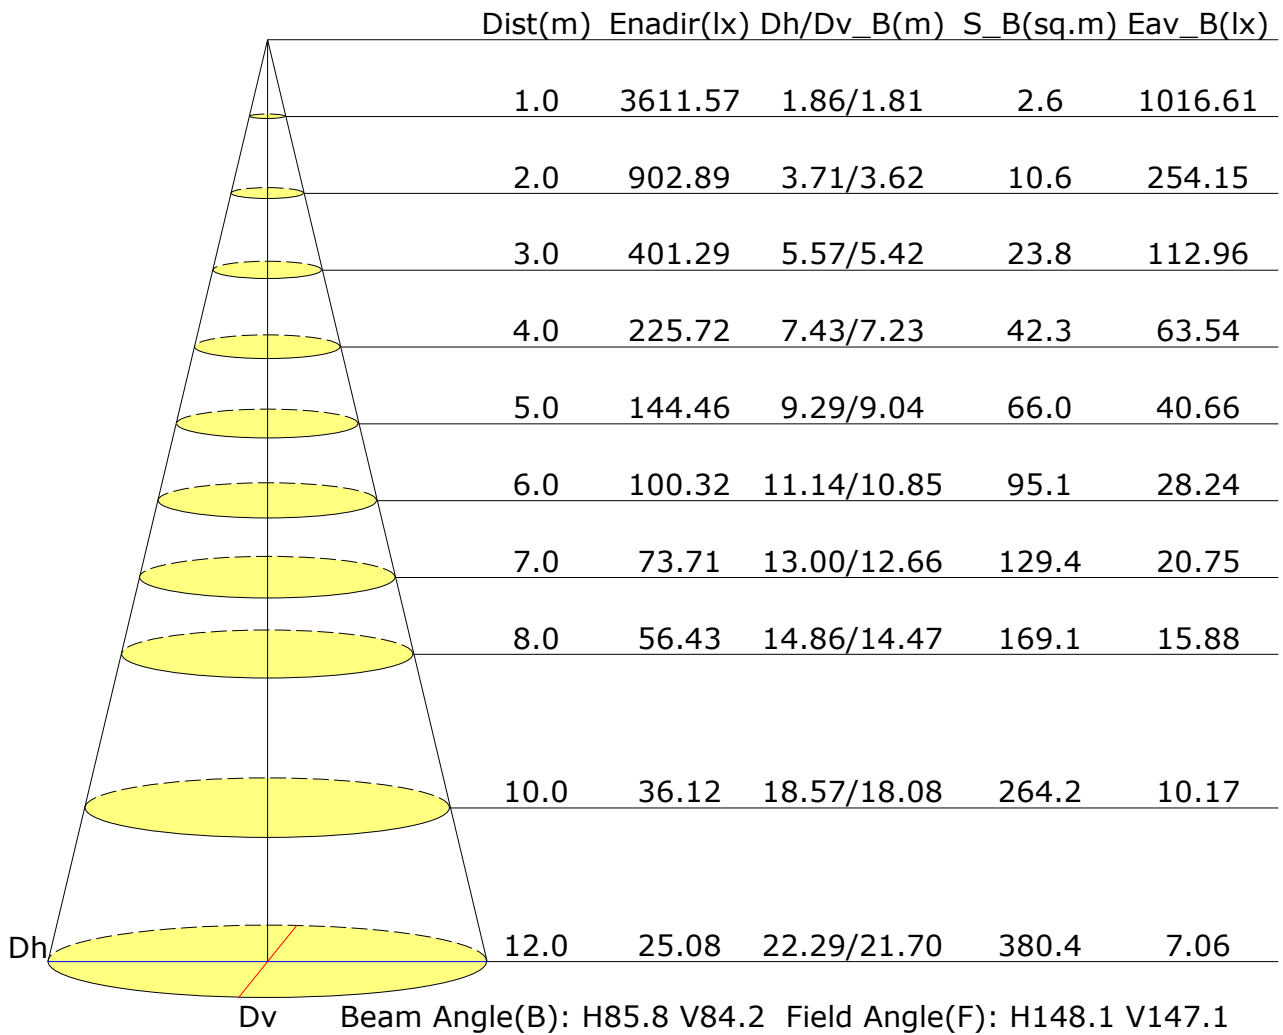 Dist(m) Enadir(lx) Dh/Dv_B(m) S_B(sq.m) Eav_B(lx)
1.0 3611.57 1.86/1.81 2.6 1016.61
2.0 902.89 3.71/3.62 10.6 254.15
3.0 401.29 5.57/5.42 23.8 112.96
4.0 225.72 7.43/7.23 42.3 63.54
5.0 144.46 9.29/9.04 66.0 40.66
6.0 100.32 11.14/10.85 95.1 28.24
7.0 73.71 13.00/12.66 129.4 20.75
8.0 56.43 14.86/14.47 169.1 15.88
10.0 36.12 18.57/18.08 264.2 10.17
Dh 12.0 25.08 22.29/21.70 380.4 7.06
Dv Beam Angle(B): H85.8 V84.2 Field Angle(F): H148.1 V147.1